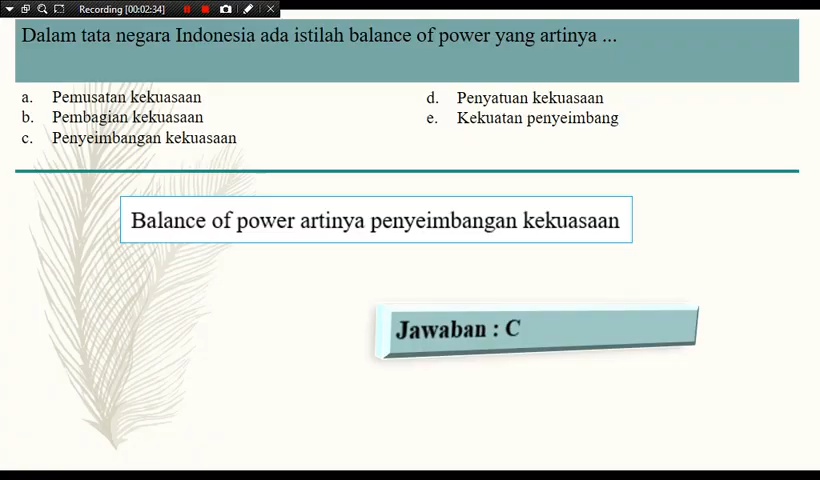 Recording [00:02:34]
Dalam tata negara Indonesia ada istilah balance of power yang artinya ...
a. Pemusatan kekuasaan
b. Pembagian kekuasaan
c. Penyeimbangan kekuasaan
d. Penyatuan kekuasaan
e. Kekuatan penyeimbang
Balance of power artinya penyeimbangan kekuasaan
Jawaban : C